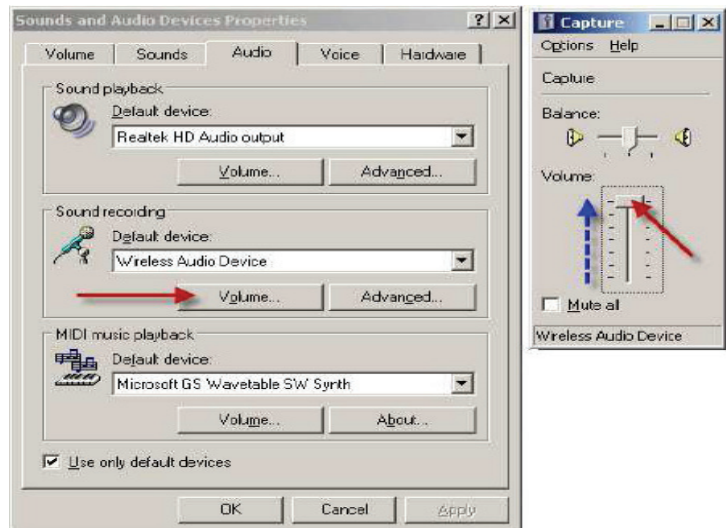 Sounds and Audio Devices Properties
Volume
Sounds
Audio
Voice
Hardware
Sound playback
Default device:
Realtek HD Audio output
Volume...
Advanced...
Sound recording
Default device:
Wireless Audio Device
Volume...
Advanced...
MIDI music playback
Default device:
Microsoft GS Wavetable SW Synth
Volume...
About...
Use only default devices
OK
Cancel
Apply
Capture
Options Help
Capture
Balance:
Volume:
Mute all
Wireless Audio Device